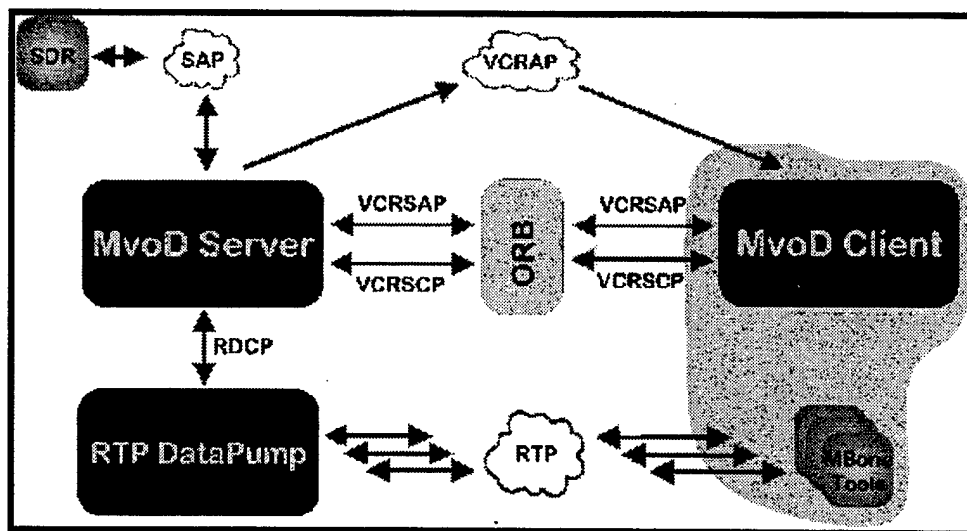 SDR
SAP
VCRAP
VCRSAP
VCRSAP
MvoD Server
ORB
MvoD Client
VCRSCP
VCRSCP
RDCP
RTP DataPump
RTP
MBone
Tools